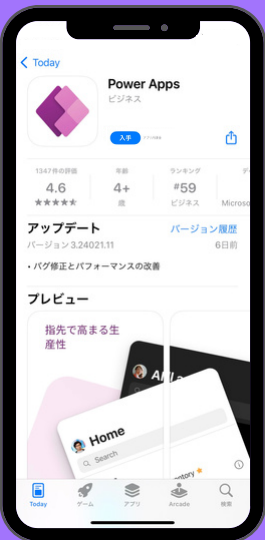 Today
Power Apps
ビジネス
入手
1347件の評価
年齢
ランキング
4.6
4+
#59
歳
ビジネス
Microso
アップデート
バージョン履歴
バージョン 3.24021.11
6日前
• バグ修正とパフォーマンスの改善
プレビュー
指先で高まる生
産性
Home
Search
Today
ゲーム
アプリ
Arcade
検索